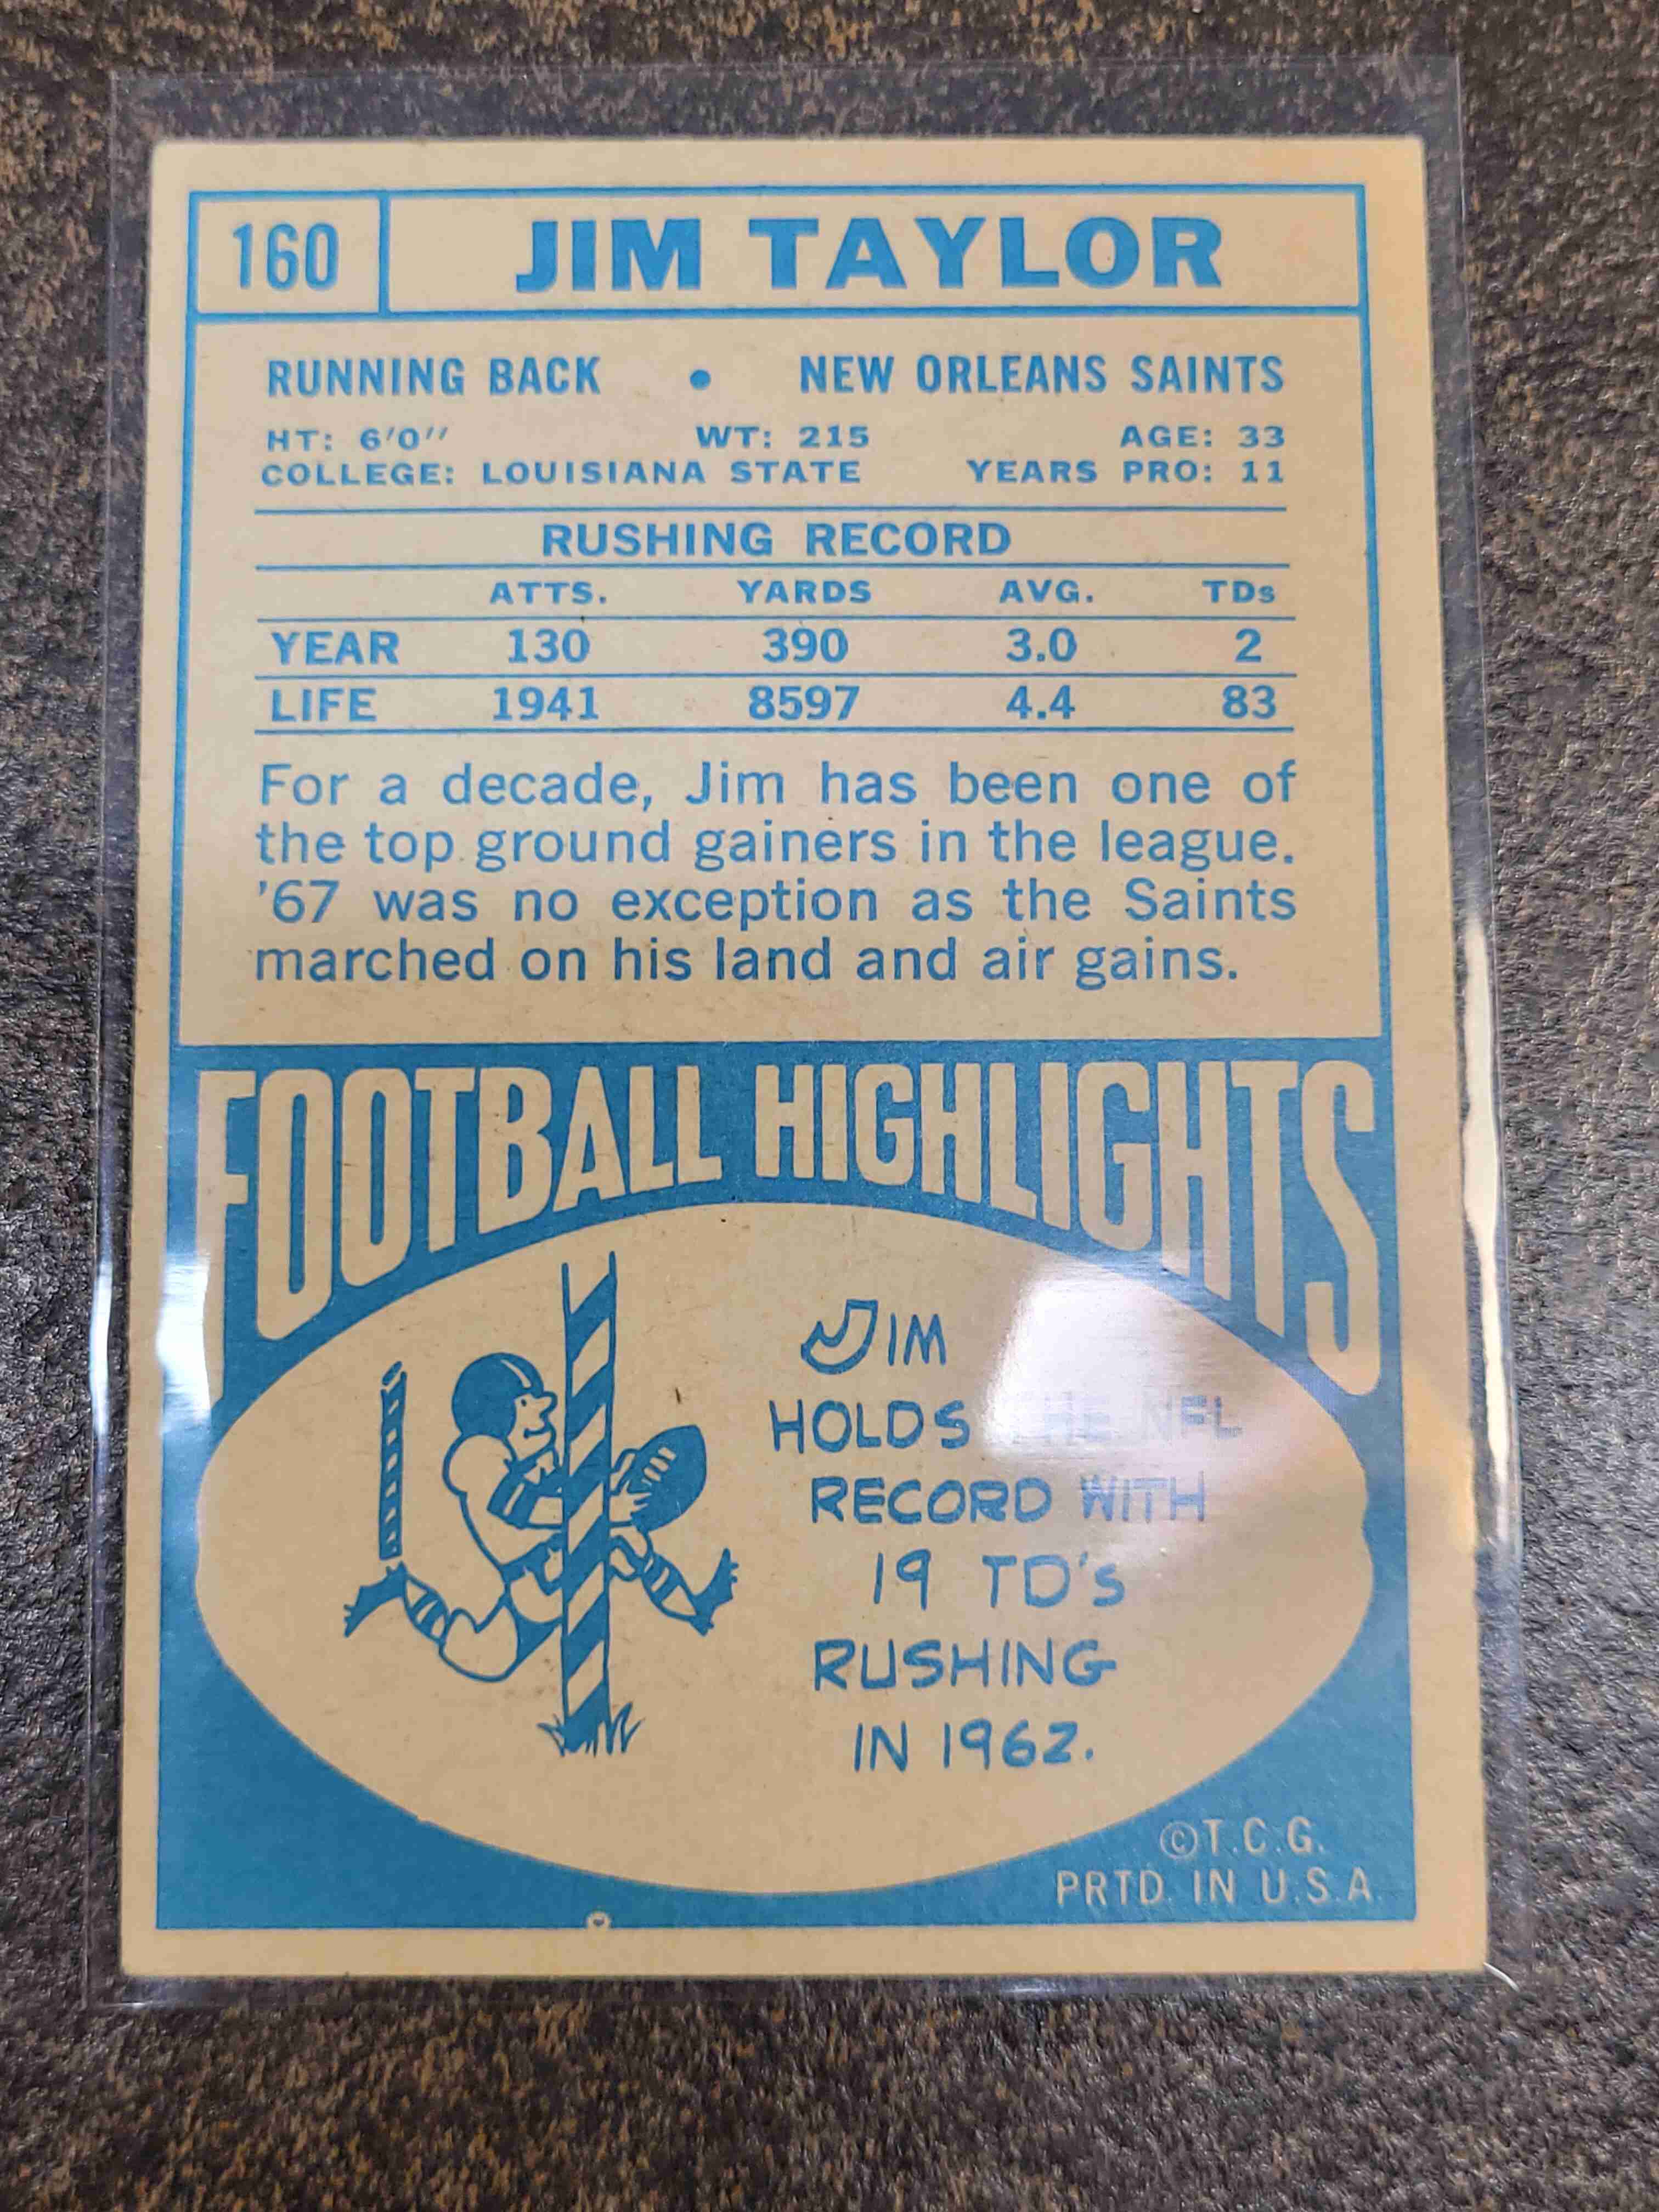 160 JIM TAYLOR
RUNNING BACK • NEW ORLEANS SAINTS
HT: 6'0'' WT: 215 AGE: 33
COLLEGE: LOUISIANA STATE YEARS PRO: 11
RUSHING RECORD
ATTS. YARDS AVG. TDs
YEAR 130 390 3.0 2
LIFE 1941 8597 4.4 83
For a decade, Jim has been one of
the top ground gainers in the league.
'67 was no exception as the Saints
marched on his land and air gains.
FOOTBALL HIGHLIGHTS
JIM
HOLDS THE NFL
RECORD WITH
19 TD's
RUSHING
IN 1962.
©T.C.G.
PRTD. IN U.S.A.